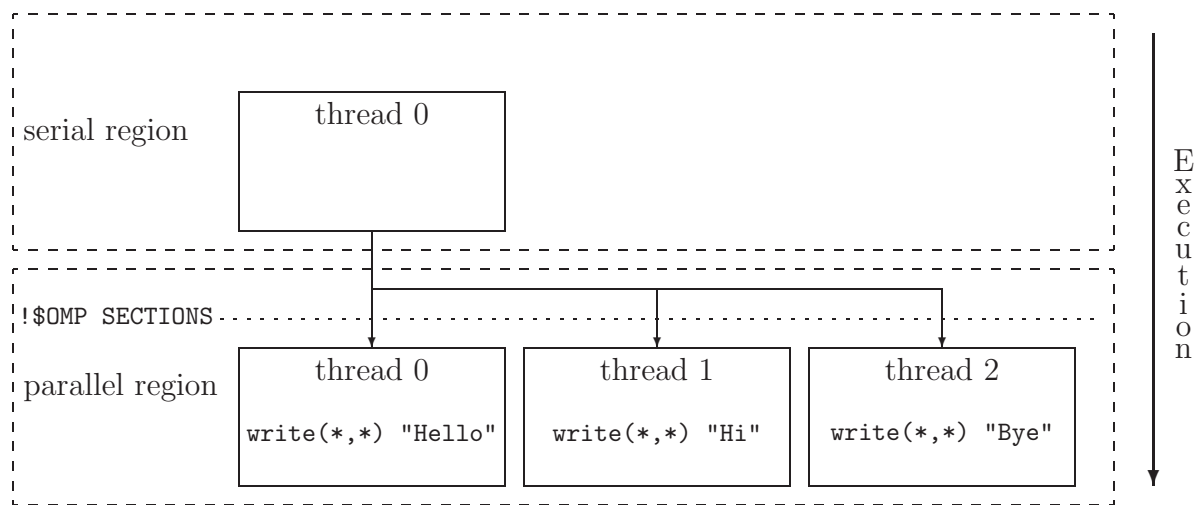 thread 0
serial region
Execution
!$OMP SECTIONS
thread 0 thread 1 thread 2
parallel region
write(*,*) "Hello" write(*,*) "Hi" write(*,*) "Bye"